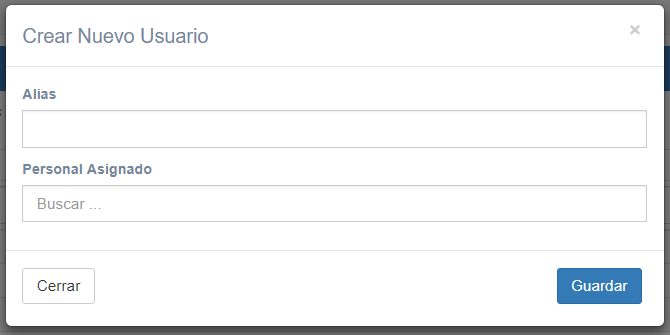 Crear Nuevo Usuario
×
Alias
Personal Asignado
Buscar ...
Cerrar
Guardar